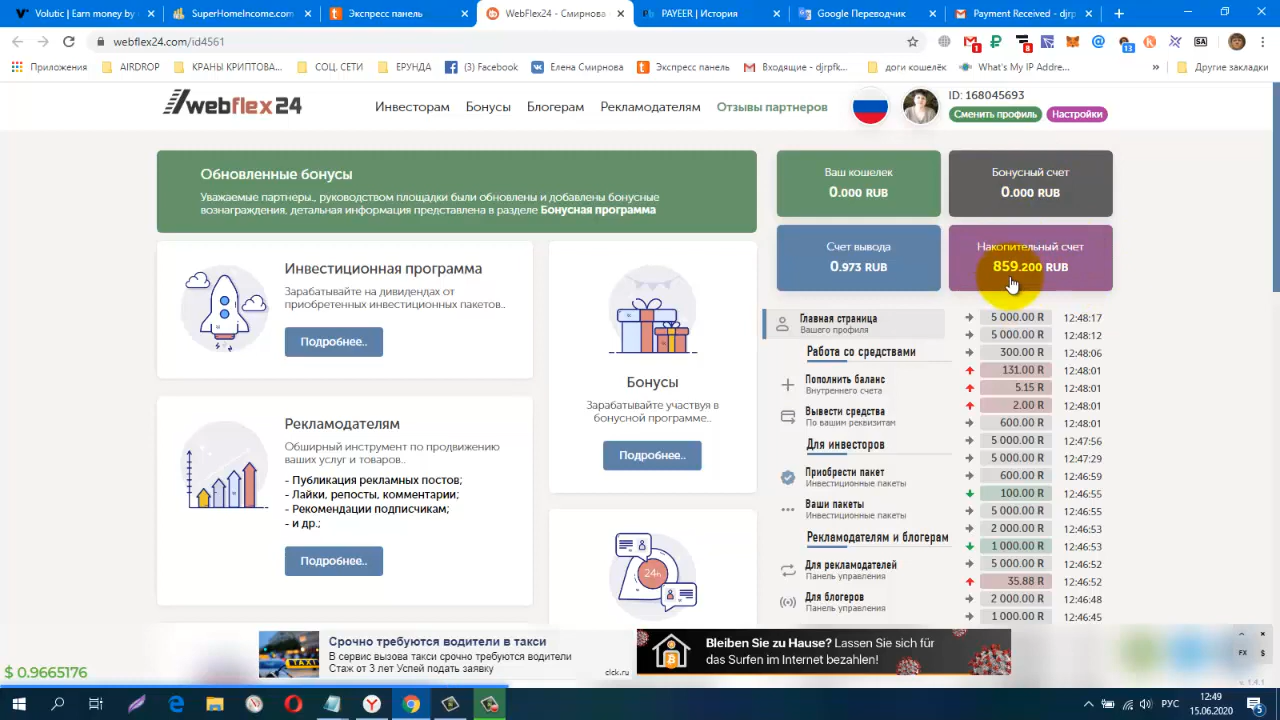 Volutic | Earn money by
SuperHomeIncome.com
Экспресс панель
WebFlex24 - Смирнова
PAYEER | История
Google Переводчик
Payment Received - djrp
webflex24.com/id4561
Приложения
AIRDROP
КРАНЫ КРИПТОВА...
СОЦ. СЕТИ
ЕРУНДА
(3) Facebook
Елена Смирнова
Экспресс панель
Входящие - djrpfk...
доги кошелёк
What's My IP Addre...
»
Другие закладки
webflex24
Инвесторам
Бонусы
Блогерам
Рекламодателям
Отзывы партнеров
ID: 168045693
Сменить профиль
Настройки
Обновленные бонусы
Уважаемые партнеры., руководством площадки были обновлены и добавлены бонусные
вознаграждения, детальная информация представлена в разделе Бонусная программа
Ваш кошелек
0.000 RUB
Бонусный счет
0.000 RUB
Счет вывода
0.973 RUB
Накопительный счет
859.200 RUB
Инвестиционная программа
Зарабатывайте на дивидендах от
приобретенных инвестиционных пакетов..
Подробнее..
Рекламодателям
Обширный инструмент по продвижению
ваших услуг и товаров..
- Публикация рекламных постов;
- Лайки, репосты, комментарии;
- Рекомендации подписчикам;
- и др.;
Подробнее..
Бонусы
Зарабатывайте участвуя в
бонусной программе..
Подробнее..
24+
Главная страница
Вашего профиля
Работа со средствами
Пополнить баланс
Внутреннего счета
Вывести средства
По вашим реквизитам
Для инвесторов
Приобрести пакет
Инвестиционные пакеты
Ваши пакеты
Инвестиционные пакеты
Рекламодателям и блогерам
Для рекламодателей
Панель управления
Для блогеров
Панель управления
5 000.00 R 12:48:17
5 000.00 R 12:48:12
300.00 R 12:48:06
131.00 R 12:48:01
5.15 R 12:48:01
2.00 R 12:48:01
600.00 R 12:48:01
5 000.00 R 12:47:56
5 000.00 R 12:47:29
600.00 R 12:46:59
100.00 R 12:46:55
5 000.00 R 12:46:55
2 000.00 R 12:46:53
1 000.00 R 12:46:53
5 000.00 R 12:46:52
35.88 R 12:46:52
2 000.00 R 12:46:48
1 000.00 R 12:46:45
Срочно требуются водители в такси
В сервис вызова такси срочно требуются водители
Стаж от 3 лет Успей подать заявку
clck.ru
TAXI
Bleiben Sie zu Hause? Lassen Sie sich für
das Surfen im Internet bezahlen!
FX $
v. 1.4.1
$ 0.9665176
РУС
12:49
15.06.2020
5